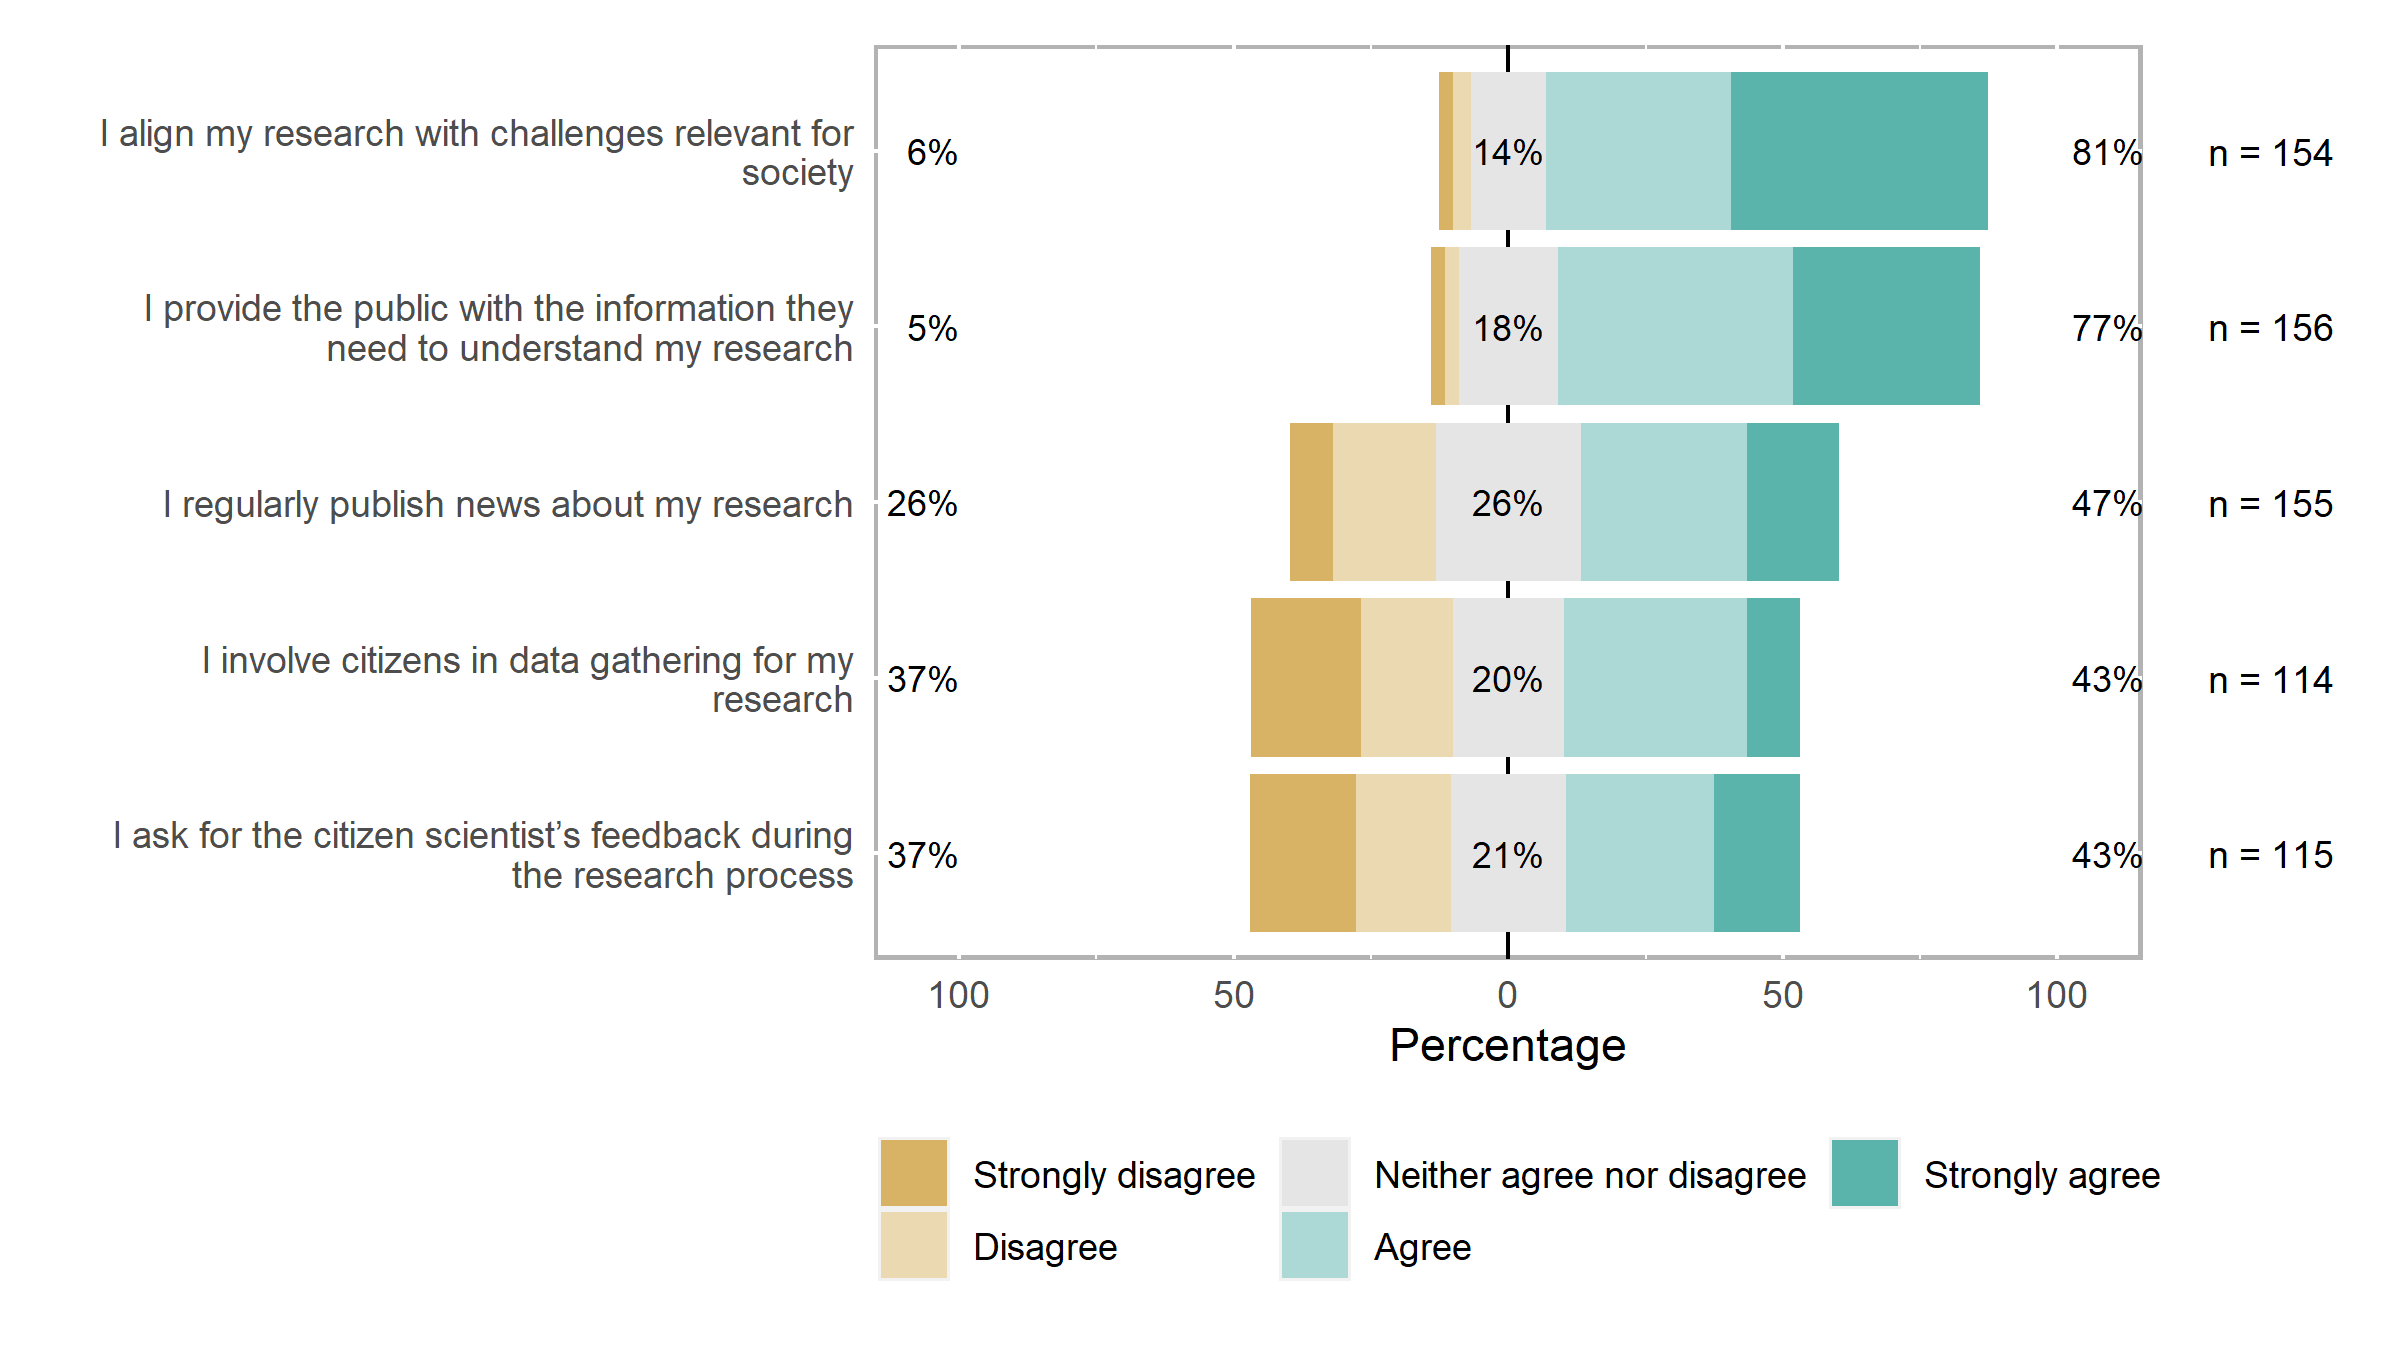 I align my research with challenges relevant for
society
6%
14%
81%
n = 154
I provide the public with the information they
need to understand my research
5%
18%
77%
n = 156
I regularly publish news about my research
26%
26%
47%
n = 155
I involve citizens in data gathering for my
research
37%
20%
43%
n = 114
I ask for the citizen scientist’s feedback during
the research process
37%
21%
43%
n = 115
100 50 0 50 100
Percentage
Strongly disagree
Neither agree nor disagree
Strongly agree
Disagree
Agree